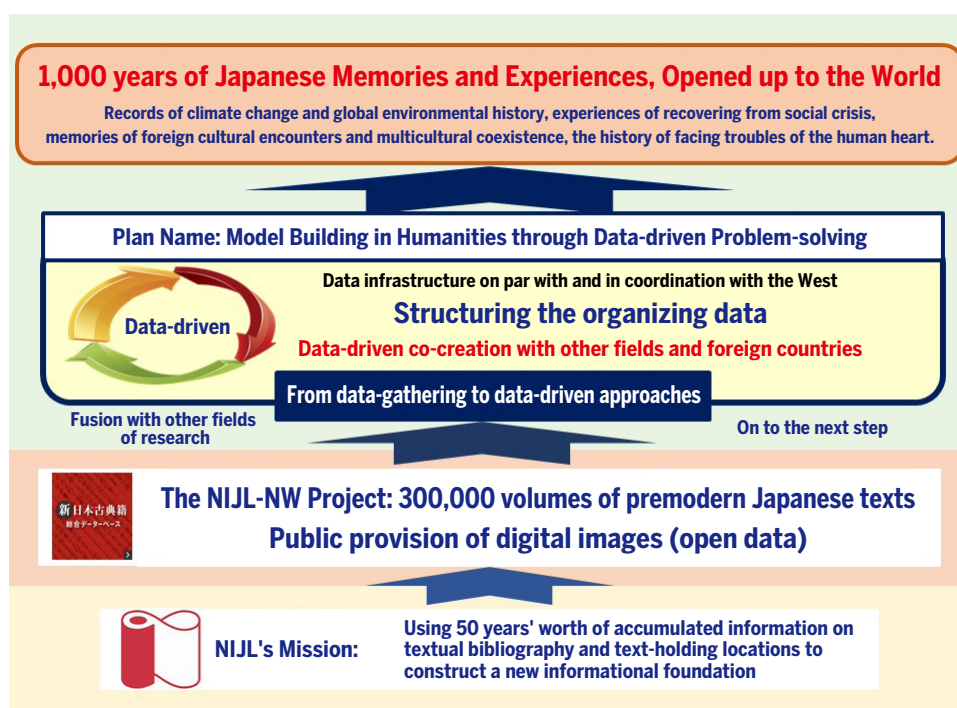 1,000 years of Japanese Memories and Experiences, Opened up to the World
Records of climate change and global environmental history, experiences of recovering from social crisis,
memories of foreign cultural encounters and multicultural coexistence, the history of facing troubles of the human heart.
Plan Name: Model Building in Humanities through Data-driven Problem-solving
Data infrastructure on par with and in coordination with the West
Data-driven
Structuring the organizing data
Data-driven co-creation with other fields and foreign countries
From data-gathering to data-driven approaches
Fusion with other fields
of research
On to the next step
新日本古典籍
総合データベース
The NIJL-NW Project: 300,000 volumes of premodern Japanese texts
Public provision of digital images (open data)
NIJL's Mission:
Using 50 years' worth of accumulated information on
textual bibliography and text-holding locations to
construct a new informational foundation